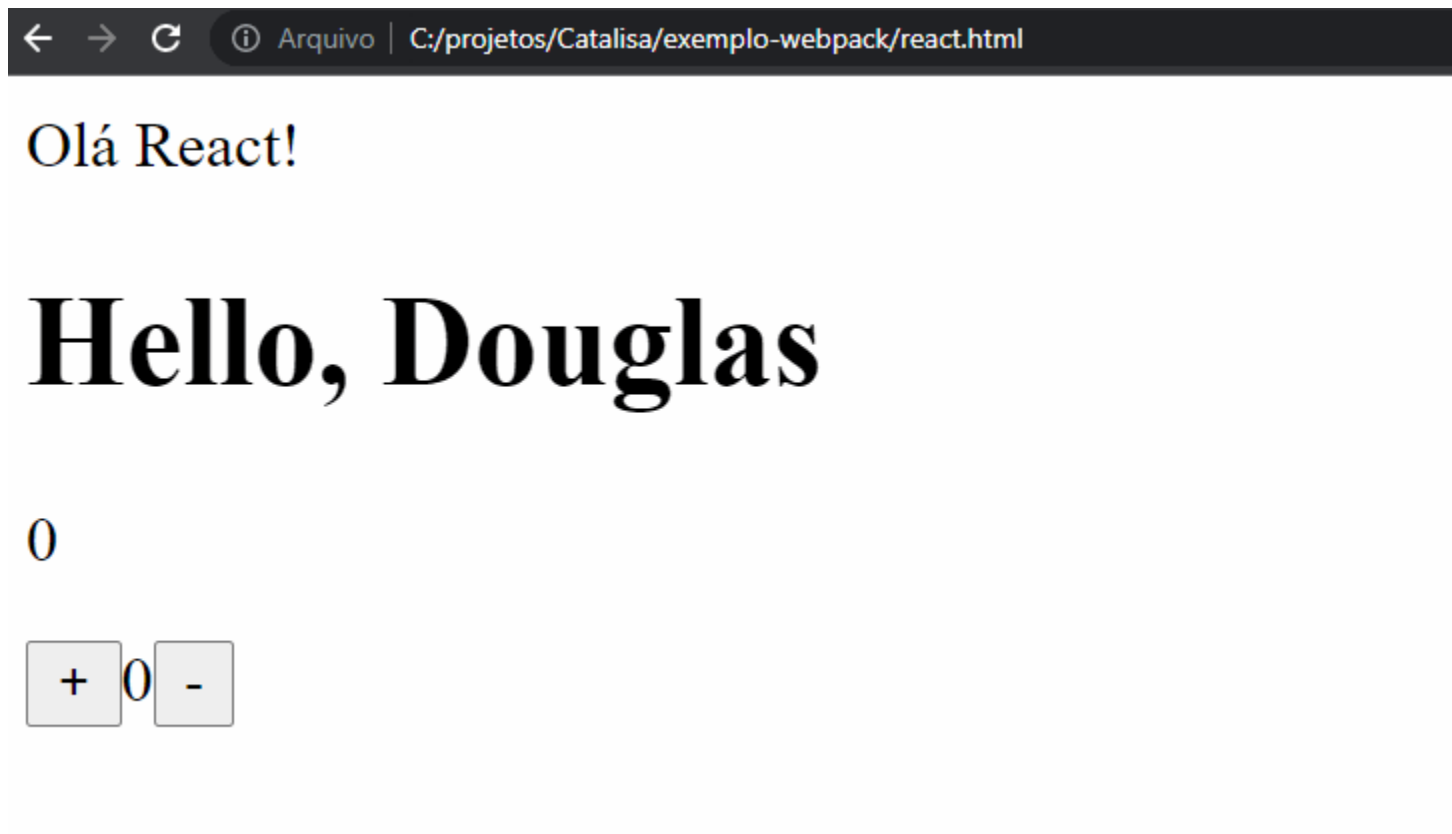 Arquivo | C:/projetos/Catalisa/exemplo-webpack/react.html
Olá React!
Hello, Douglas
0
+ 0 -